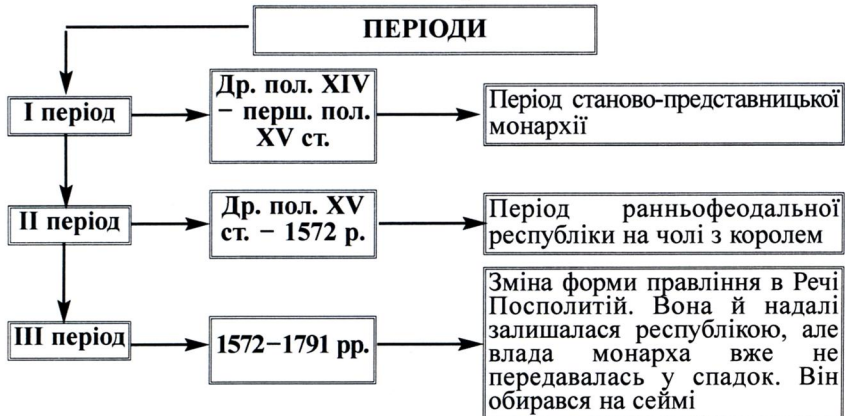 ПЕРІОДИ
І період
Др. пол. XIV
– перш. пол.
XV ст.
Період станово-представницької
монархії
ІІ період
Др. пол. XV
ст. – 1572 р.
Період ранньофеодальної
республіки на чолі з королем
ІІІ період
1572–1791 рр.
Зміна форми правління в Речі
Посполитій. Вона й надалі
залишалася республікою, але
влада монарха вже не
передавалась у спадок. Він
обирався на сеймі